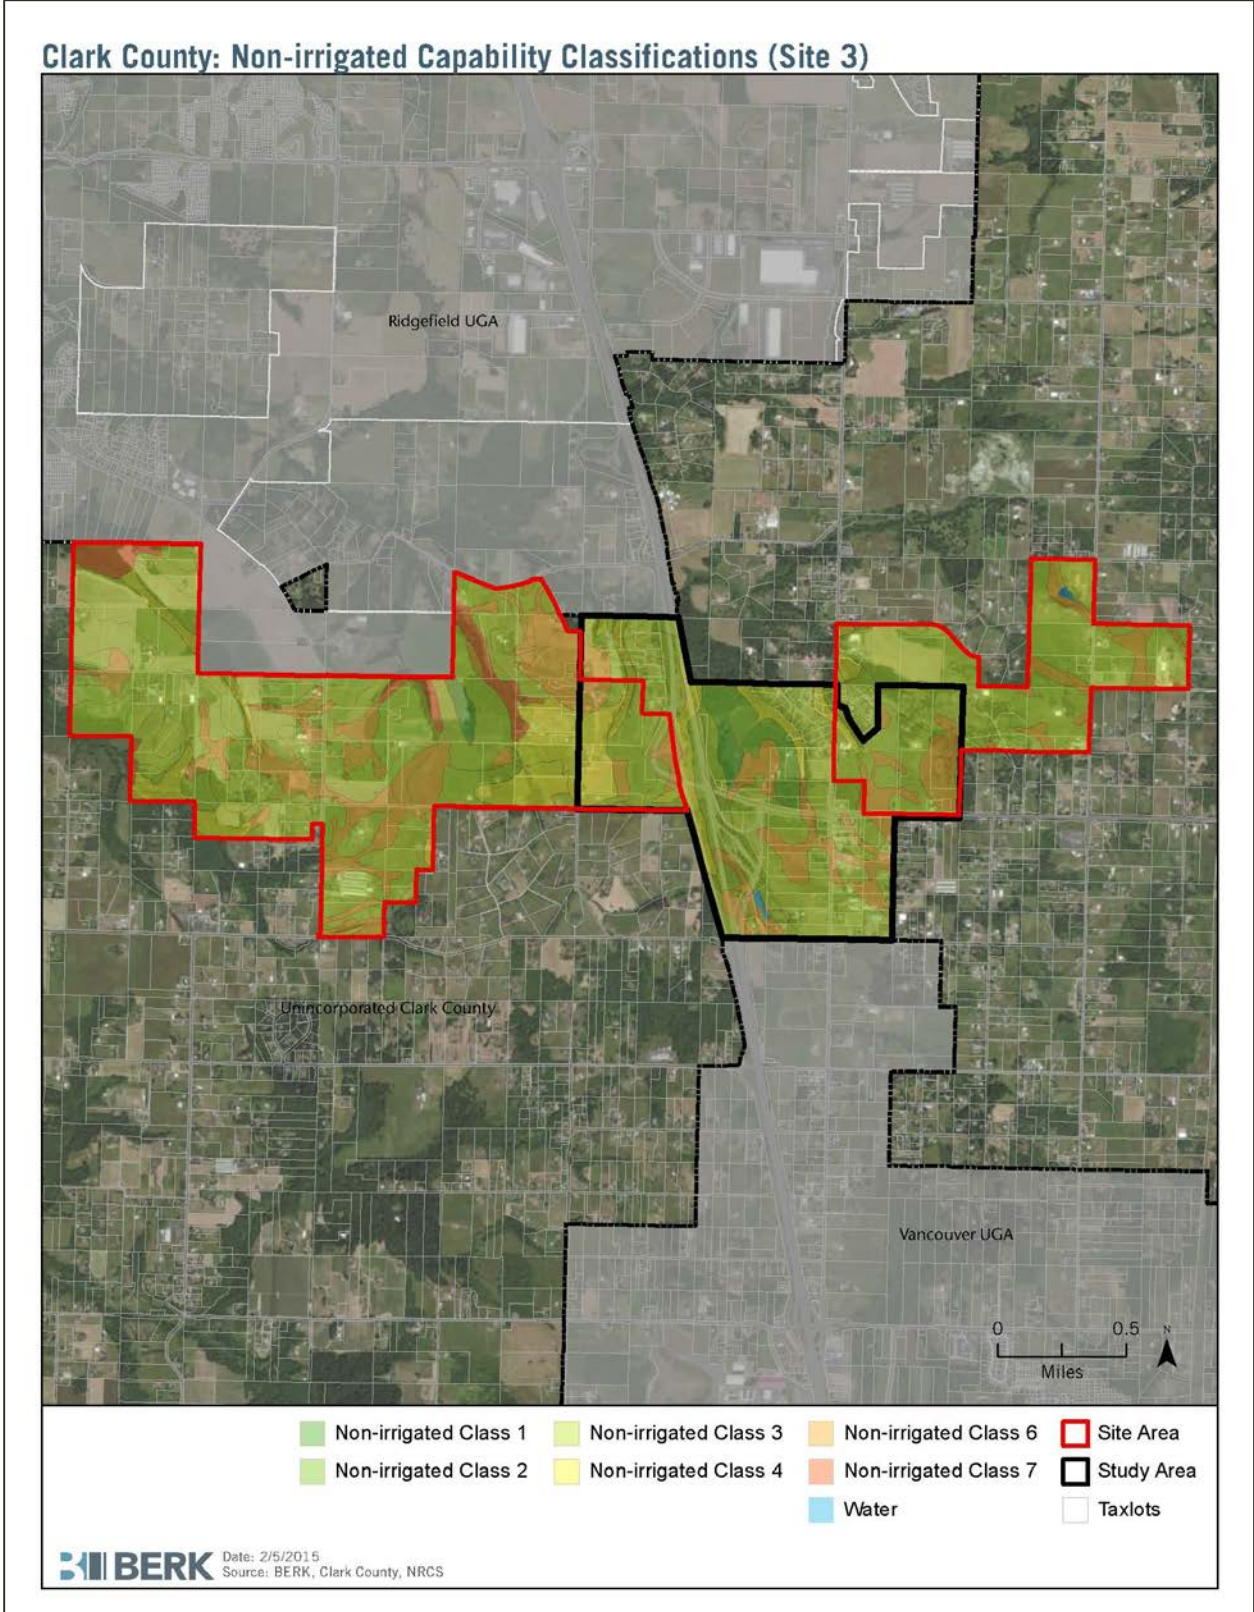 Clark County: Non-irrigated Capability Classifications (Site 3)
Ridgefield UGA
Unincorporated Clark County
Vancouver UGA
0 0.5
N
Miles
Non-irrigated Class 1
Non-irrigated Class 3
Non-irrigated Class 6
Site Area
Non-irrigated Class 2
Non-irrigated Class 4
Non-irrigated Class 7
Study Area
Water
Taxlots
BERK
Date: 2/5/2015
Source: BERK, Clark County, NRCS